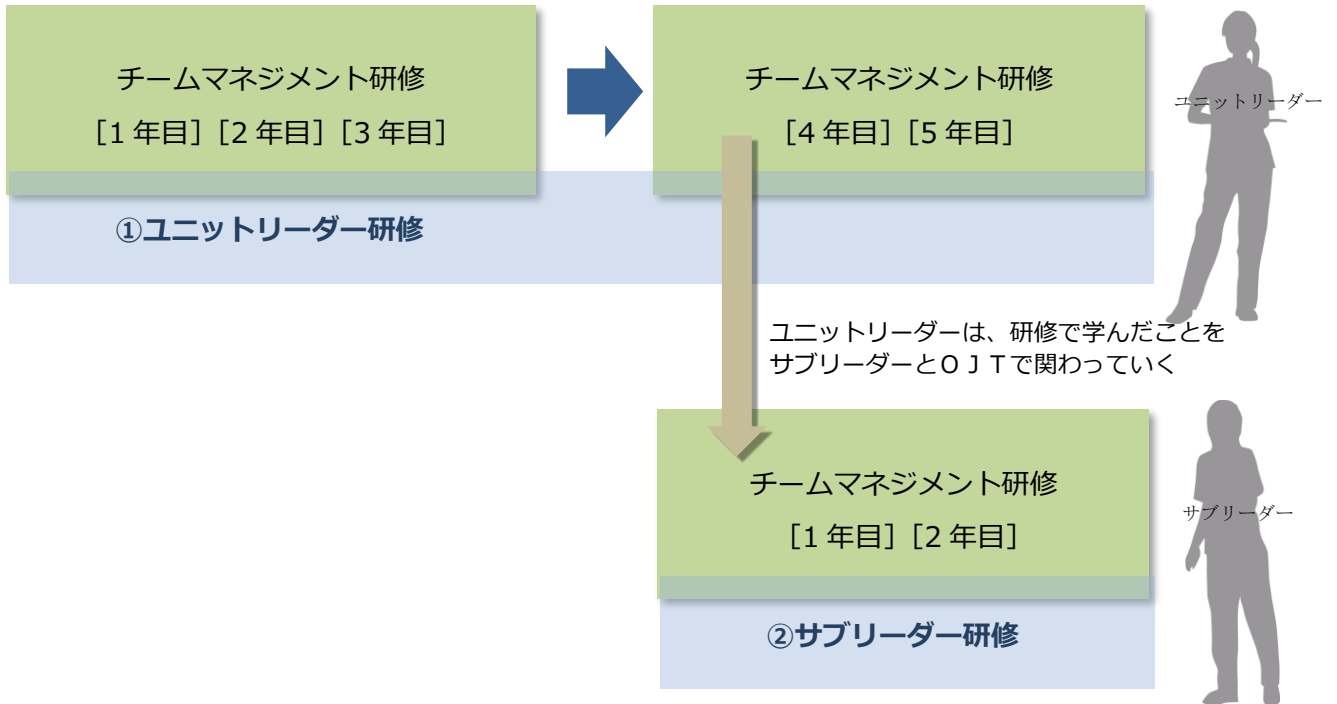 チームマネジメント研修
［1年目］［2年目］［3年目］
チームマネジメント研修
［4年目］［5年目］
ユニットリーダー
①ユニットリーダー研修
ユニットリーダーは、研修で学んだことを
サブリーダーとＯＪＴで関わっていく
チームマネジメント研修
［1年目］［2年目］
サブリーダー
②サブリーダー研修